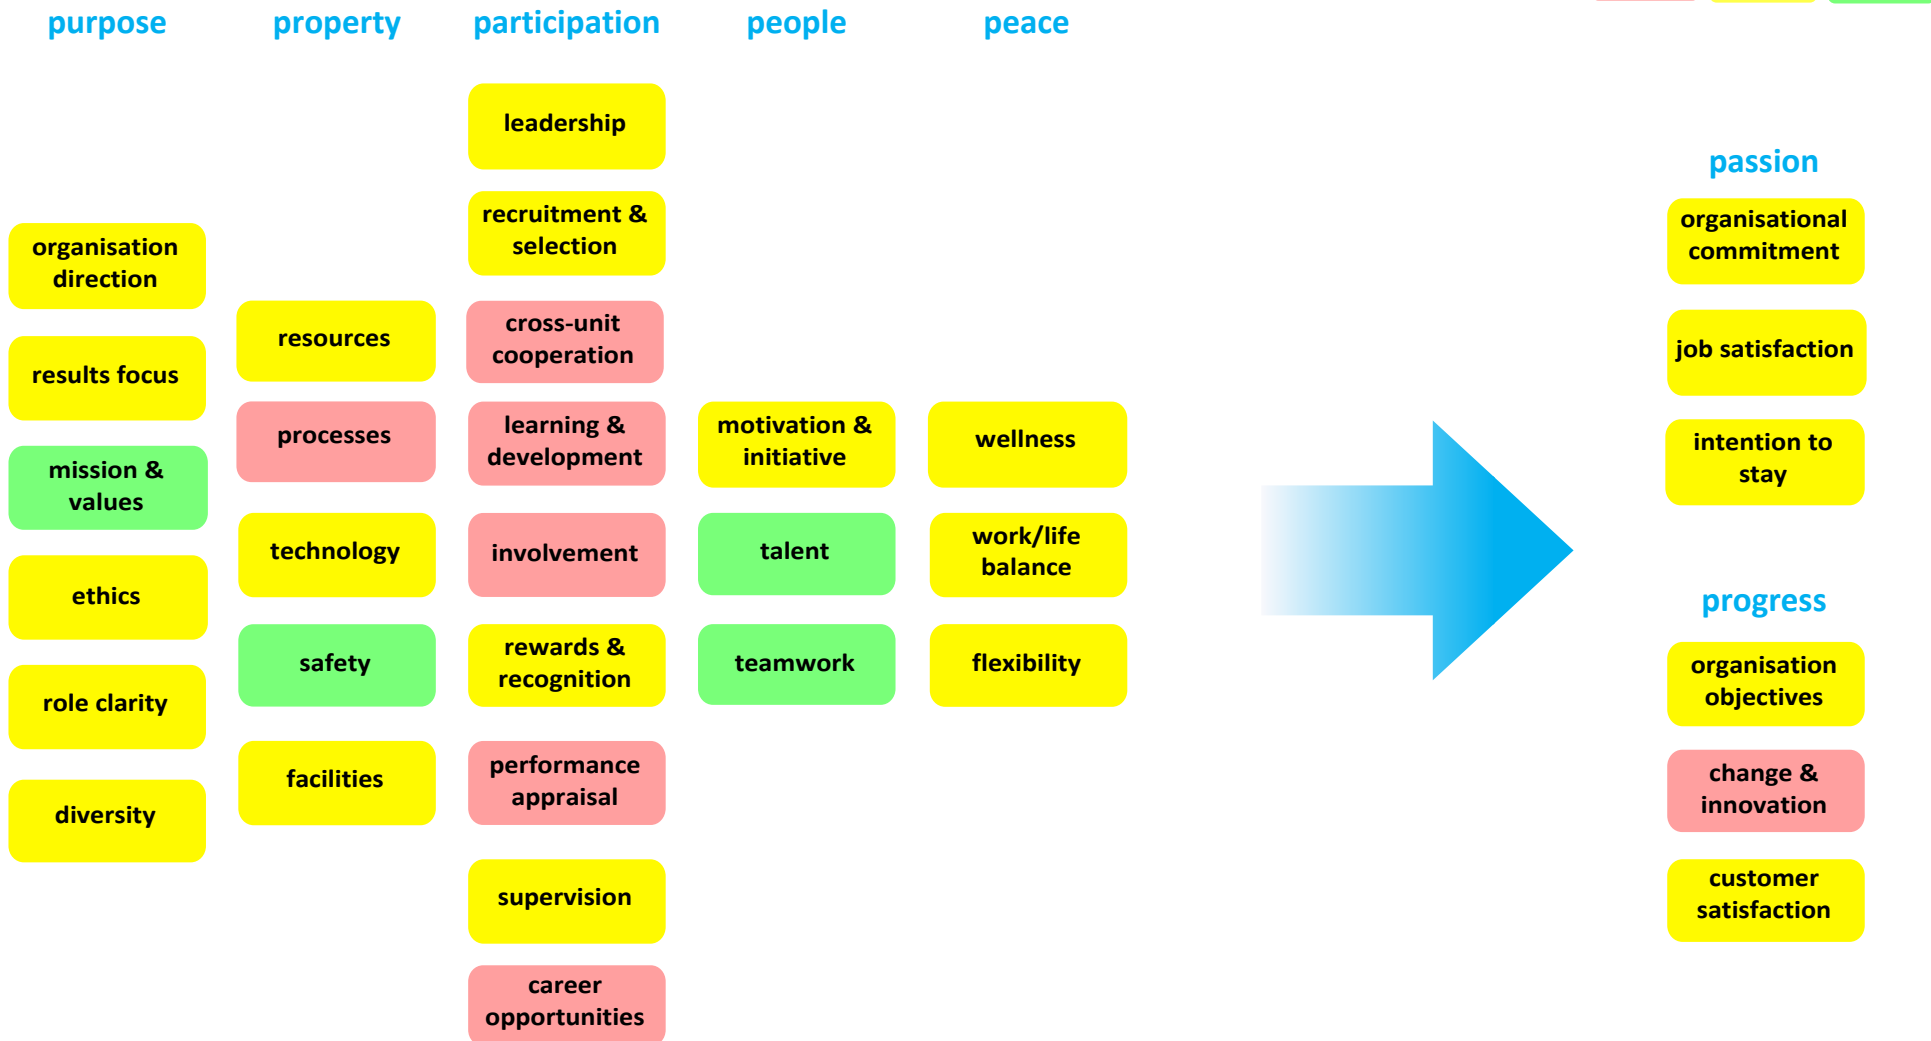 purpose
property
participation
people
peace
organisation
direction
results focus
mission &
values
ethics
role clarity
diversity
resources
processes
technology
safety
facilities
leadership
recruitment &
selection
cross-unit
cooperation
learning &
development
involvement
rewards &
recognition
performance
appraisal
supervision
career
opportunities
motivation &
initiative
talent
teamwork
wellness
work/life
balance
flexibility
passion
organisational
commitment
job satisfaction
intention to
stay
progress
organisation
objectives
change &
innovation
customer
satisfaction